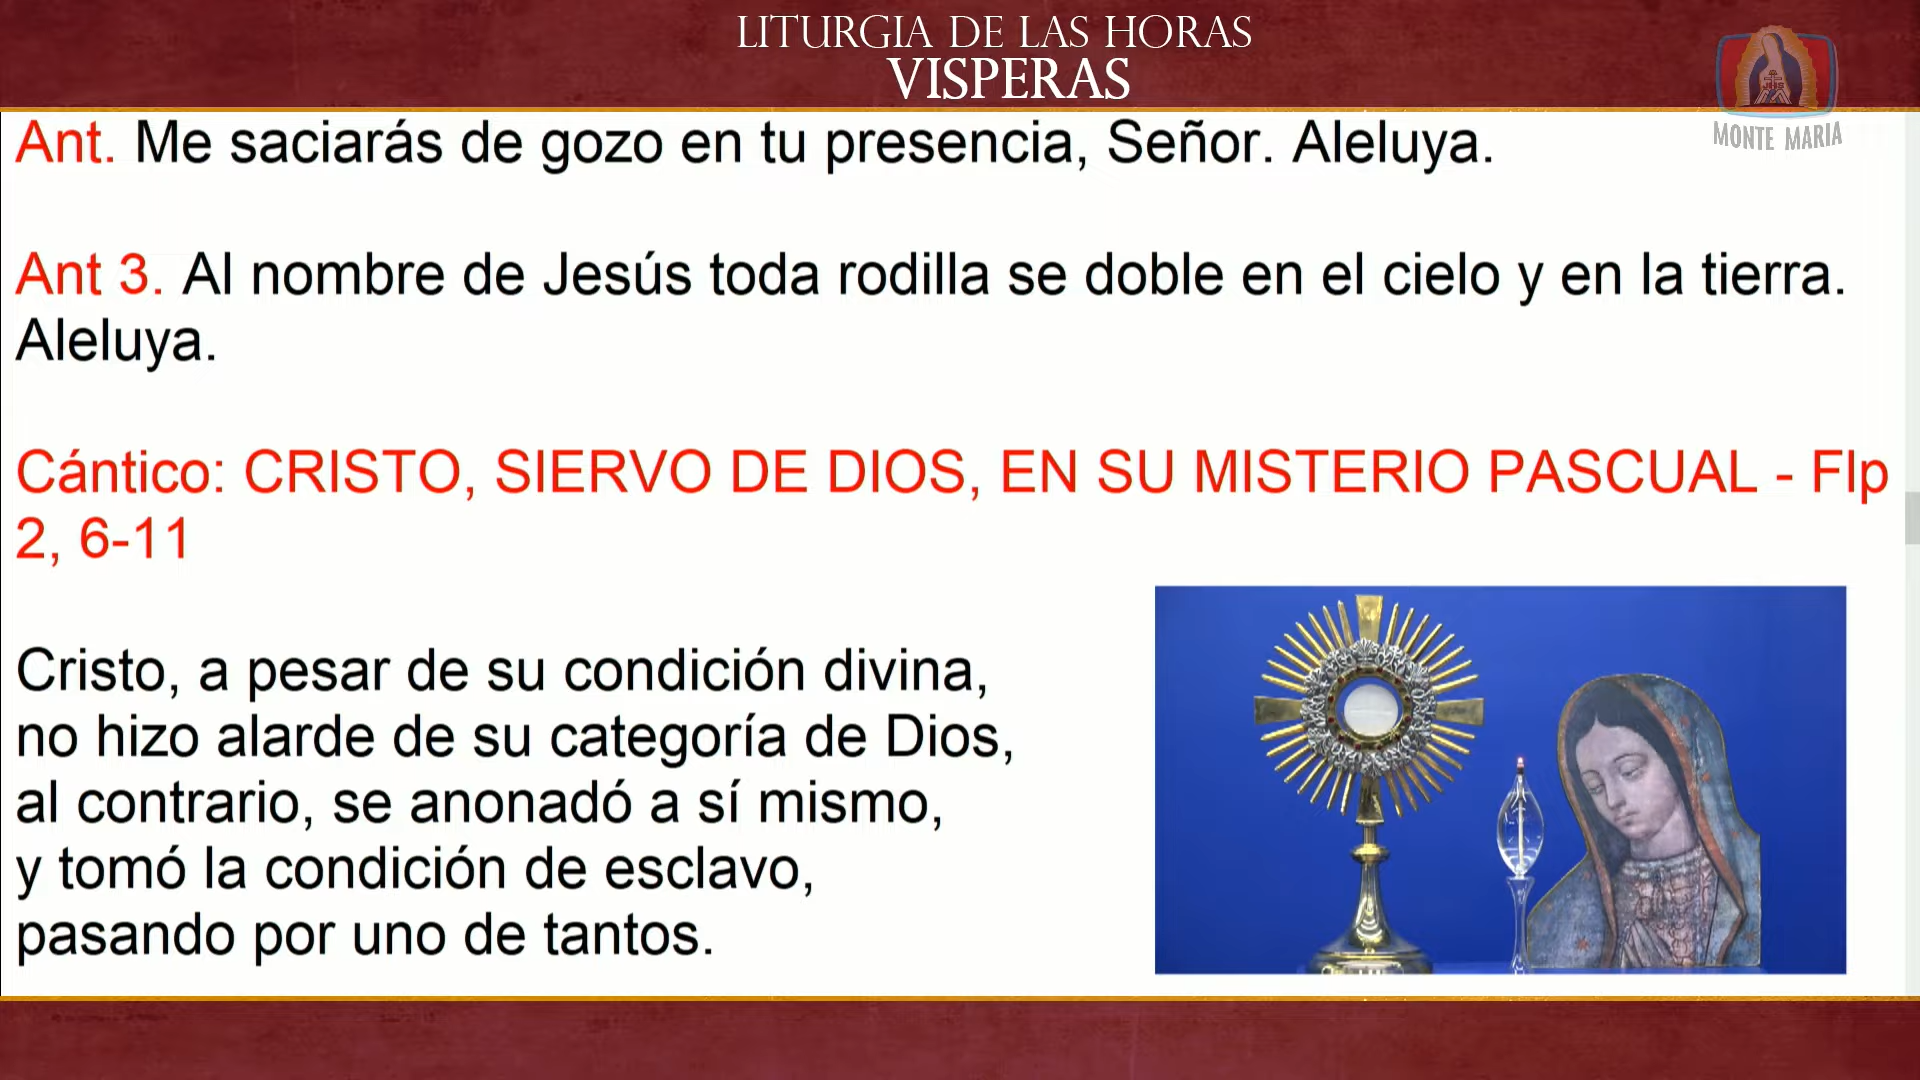 LITURGIA DE LAS HORAS
VISPERAS
MONTE MARIA
Ant. Me saciarás de gozo en tu presencia, Señor. Aleluya.
Ant 3. Al nombre de Jesús toda rodilla se doble en el cielo y en la tierra.
Aleluya.
Cántico: CRISTO, SIERVO DE DIOS, EN SU MISTERIO PASCUAL - Flp
2, 6-11
Cristo, a pesar de su condición divina,
no hizo alarde de su categoría de Dios,
al contrario, se anonadó a sí mismo,
y tomó la condición de esclavo,
pasando por uno de tantos.